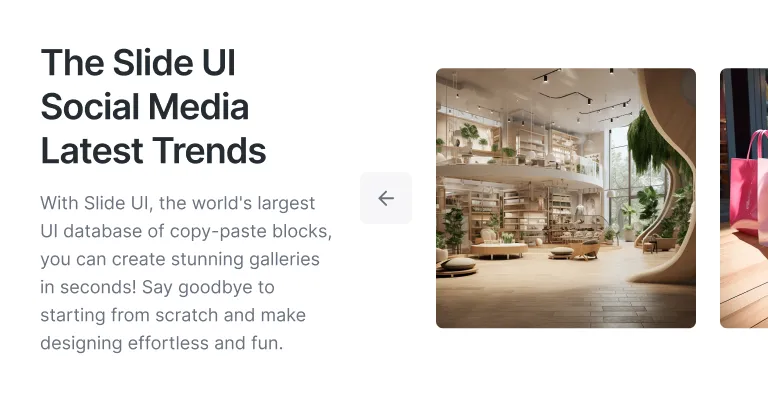 The Slide UI
Social Media
Latest Trends
With Slide UI, the world's largest
UI database of copy-paste blocks,
you can create stunning galleries
in seconds! Say goodbye to
starting from scratch and make
designing effortless and fun.